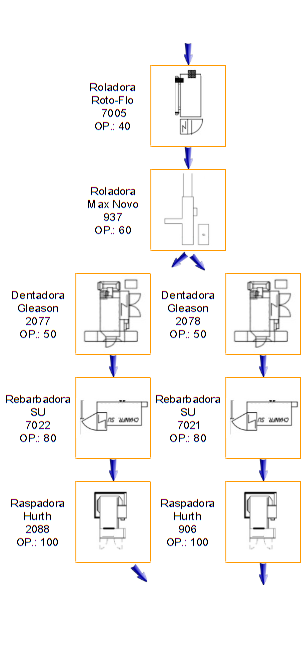 Roladora
Roto-Flo
7005
OP.: 40
Roladora
Max Novo
937
OP.: 60
Dentadora
Gleason
2077
OP.: 50
Dentadora
Gleason
2078
OP.: 50
Rebarbadora
SU
7022
OP.: 80
Rebarbadora
SU
7021
OP.: 80
Raspadora
Hurth
2088
OP.: 100
Raspadora
Hurth
906
OP.: 100